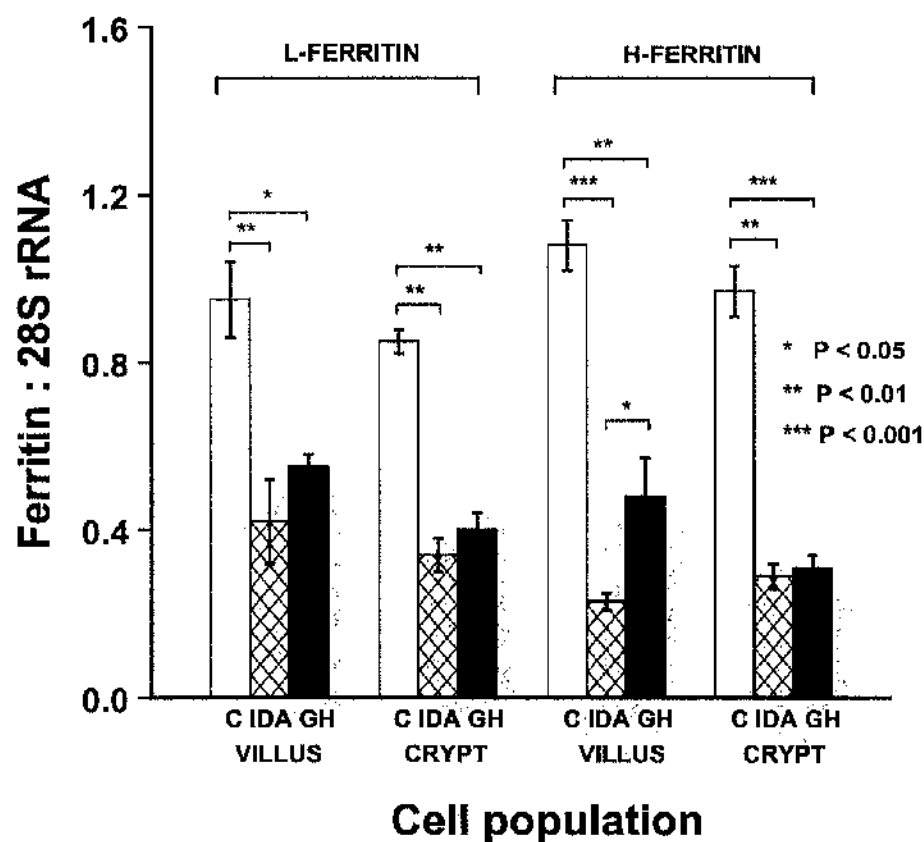 1.6
L-FERRITIN H-FERRITIN
** 
*** ***
1.2
* **
** **
**
0.8
* P < 0.05
** P < 0.01
*
*** P < 0.001
0.4
0.0
C IDA GH C IDA GH C IDA GH C IDA GH
VILLUS CRYPT VILLUS CRYPT
Cell population
Ferritin : 28S rRNA